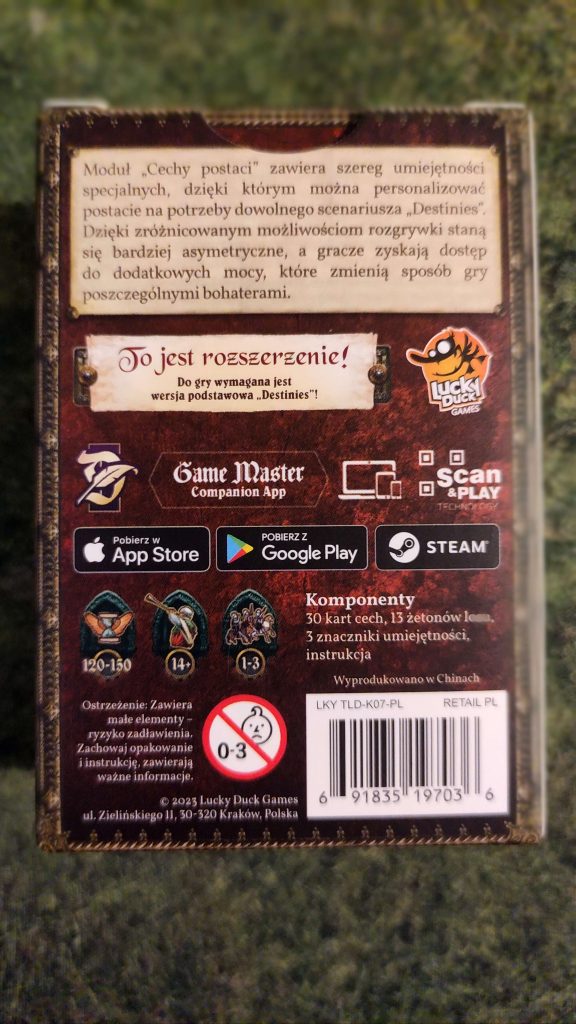 Moduł „Cechy postaci” zawiera szereg umiejętności
specjalnych, dzięki którym można personalizować
postacie na potrzeby dowolnego scenariusza „Destinies”.
Dzięki zróżnicowanym możliwościom rozgrywki staną
się bardziej asymetryczne, a gracze zyskają dostęp
do dodatkowych mocy, które zmienią sposób gry
poszczególnymi bohaterami.
To jest rozszerzenie!
Do gry wymagana jest
wersja podstawowa „Destinies”!
LUCKY
DUCK
GAMES
Game Master
Companion App
Scan
&PLAY
TECHNOLOGY
Pobierz w
App Store
POBIERZ Z
Google Play
STEAM
120-150
14+
1-3
Komponenty
30 kart cech, 13 żetonów losu,
3 znaczniki umiejętności,
instrukcja
Wyprodukowano w Chinach
Ostrzeżenie: Zawiera
małe elementy –
ryzyko zadławienia.
Zachowaj opakowanie
i instrukcję, zawierają
ważne informacje.
0-3
LKY TLD-K07-PL RETAIL PL
6 91835 19703 6
© 2023 Lucky Duck Games
ul. Zielińskiego 11, 30-320 Kraków, Polska